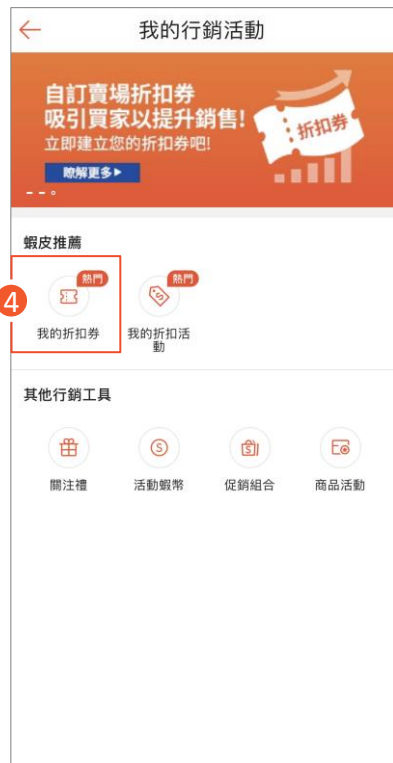 我的行銷活動
自訂賣場折扣券
吸引買家以提升銷售!
立即建立您的折扣券吧!
瞭解更多▸
折扣券
蝦皮推薦
4
熱門
熱門
我的折扣券
我的折扣活
動
其他行銷工具
關注禮
活動蝦幣
促銷組合
商品活動